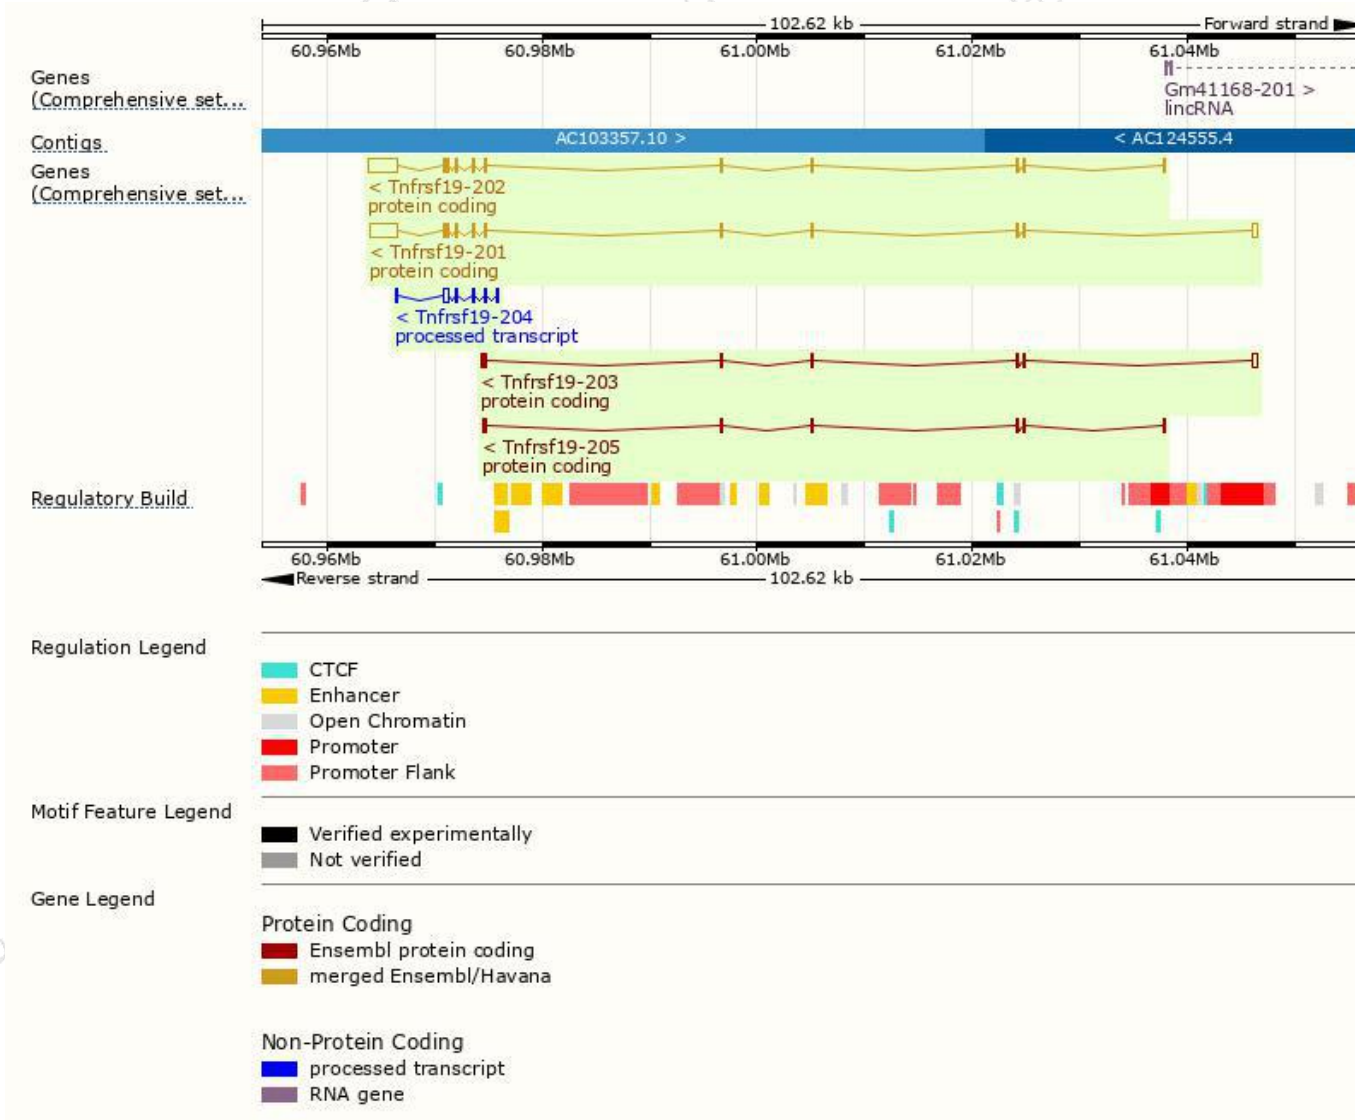 102.62 kb Forward strand
60.96Mb 60.98Mb 61.00Mb 61.02Mb 61.04Mb
Genes
(Comprehensive set...
Gm41168-201 >
lincRNA
Contigs AC103357.10 > < AC124555.4
Genes
(Comprehensive set...
< Tnfrsf19-202
protein coding
< Tnfrsf19-201
protein coding
< Tnfrsf19-204
processed transcript
< Tnfrsf19-203
protein coding
< Tnfrsf19-205
protein coding
Regulatory Build
60.96Mb 60.98Mb 61.00Mb 61.02Mb 61.04Mb
Reverse strand 102.62 kb
Regulation Legend
CTCF
Enhancer
Open Chromatin
Promoter
Promoter Flank
Motif Feature Legend
Verified experimentally
Not verified
Gene Legend
Protein Coding
Ensembl protein coding
merged Ensembl/Havana
Non-Protein Coding
processed transcript
RNA gene